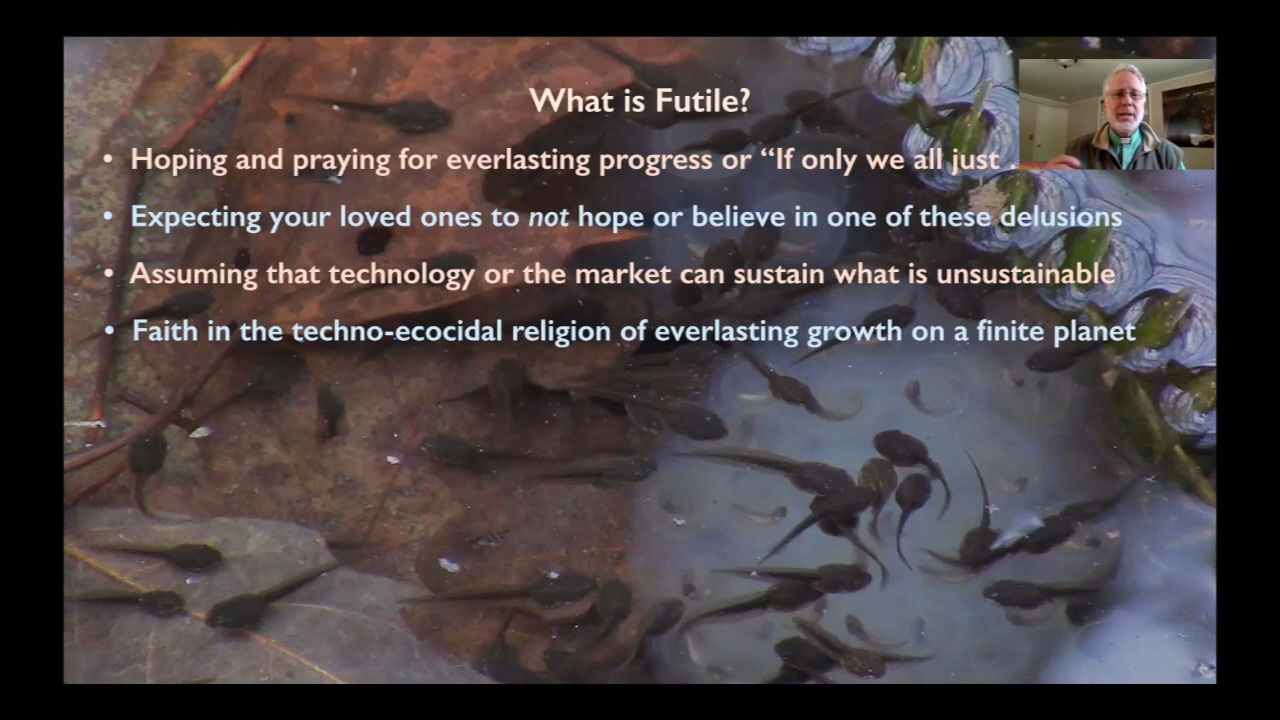 What is Futile?
• Hoping and praying for everlasting progress or “If only we all just .
• Expecting your loved ones to not hope or believe in one of these delusions
• Assuming that technology or the market can sustain what is unsustainable
• Faith in the techno-ecocidal religion of everlasting growth on a finite planet